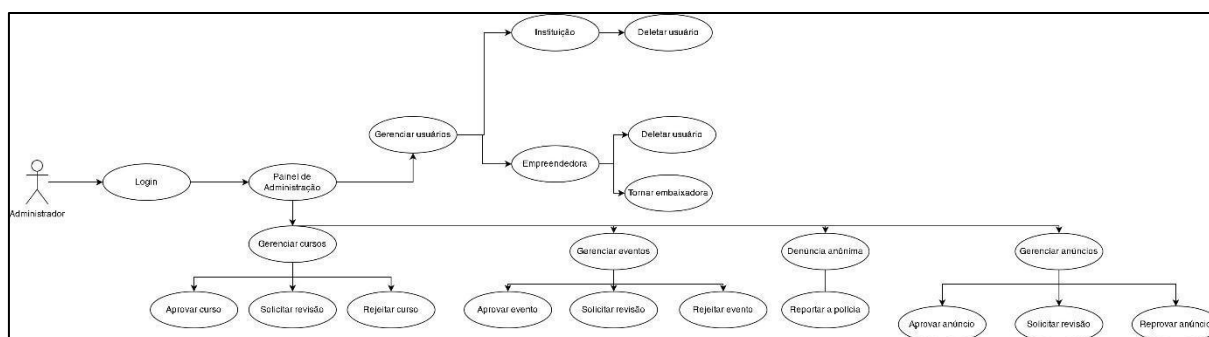 Instituição
Deletar usuário
Gerenciar usuários
Deletar usuário
Empreendedora
Login
Painel de
Administração
Tornar embaixadora
Administrador
Gerenciar cursos
Gerenciar eventos
Denúncia anônima
Gerenciar anúncios
Aprovar curso
Solicitar revisão
Rejeitar curso
Aprovar evento
Solicitar revisão
Rejeitar evento
Reportar a polícia
Aprovar anúncio
Solicitar revisão
Reprovar anúncio